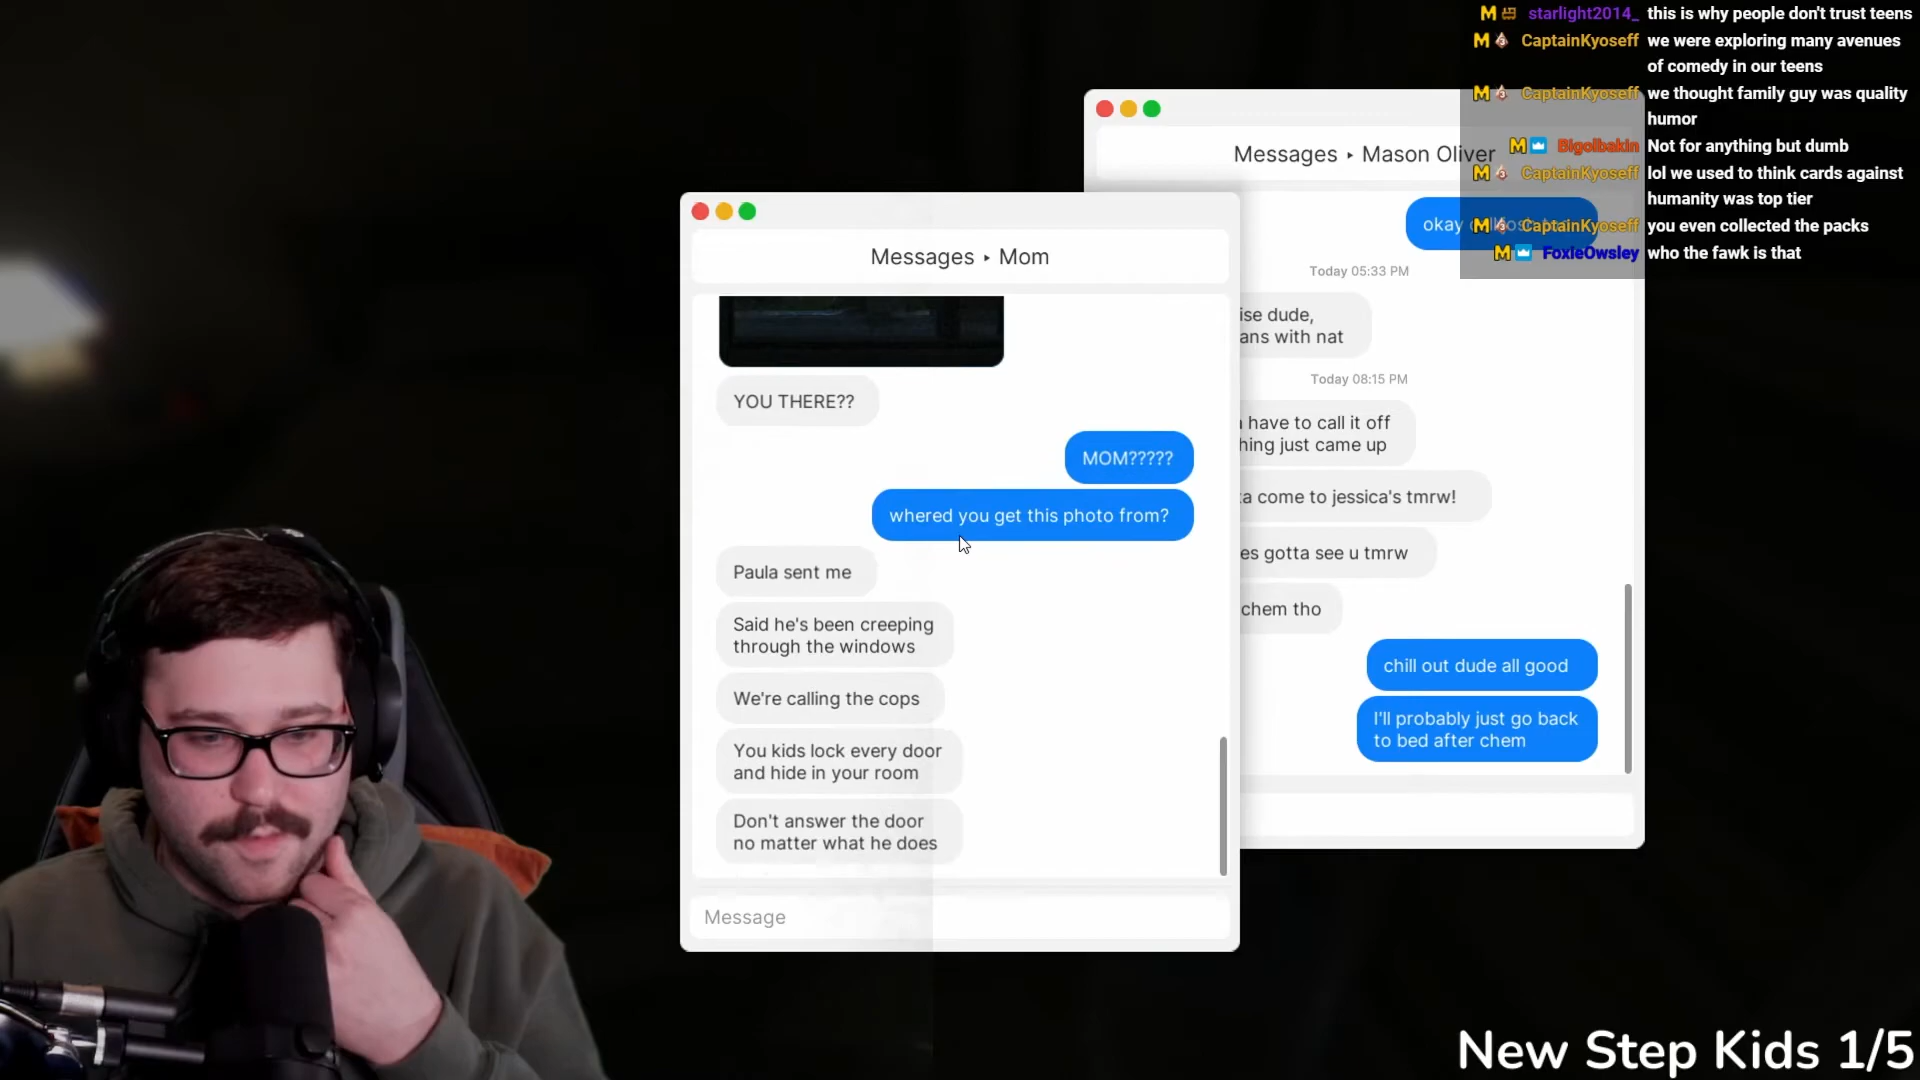 starlight2014_ this is why people don't trust teens
CaptainKyoseff we were exploring many avenues
of comedy in our teens
CaptainKyoseff we thought family guy was quality
humor
Bigolbakin Not for anything but dumb
CaptainKyoseff lol we used to think cards against
humanity was top tier
CaptainKyoseff you even collected the packs
FoxieOwsley who the fawk is that
Messages ▸ Mom
YOU THERE??
MOM?????
whered you get this photo from?
Paula sent me
Said he's been creeping
through the windows
We're calling the cops
You kids lock every door
and hide in your room
Don't answer the door
no matter what he does
Message
Messages ▸ Mason Oliver
okay
Today 05:33 PM
dude,
with nat
Today 08:15 PM
have to call it off
just came up
come to jessica's tmrw!
gotta see u tmrw
chem tho
chill out dude all good
I'll probably just go back
to bed after chem
New Step Kids 1/5